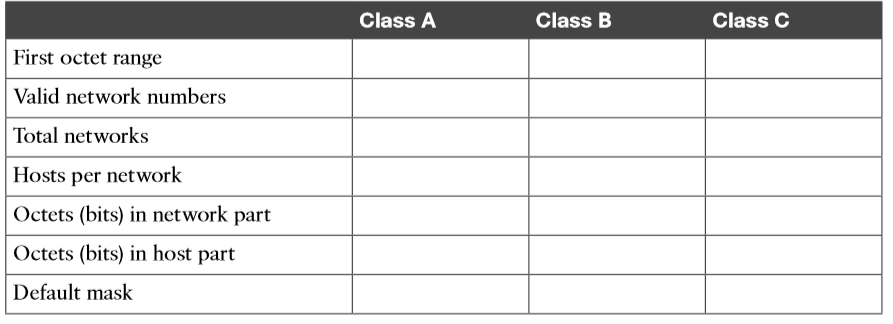 Class A Class B Class C
First octet range
Valid network numbers
Total networks
Hosts per network
Octets (bits) in network part
Octets (bits) in host part
Default mask